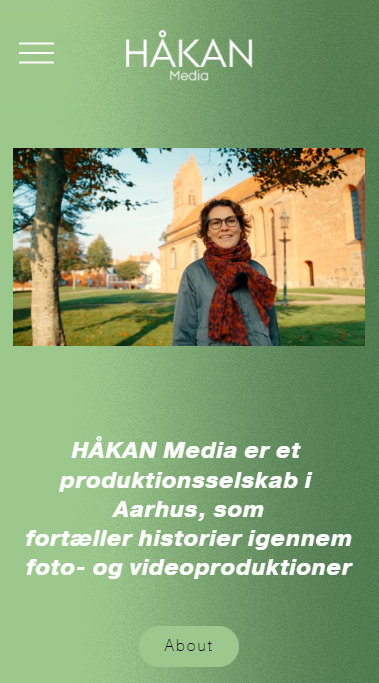 HÅKAN
Media
HÅKAN Media er et
produktionsselskab i
Aarhus, som
fortæller historier igennem
foto- og videoproduktioner
About